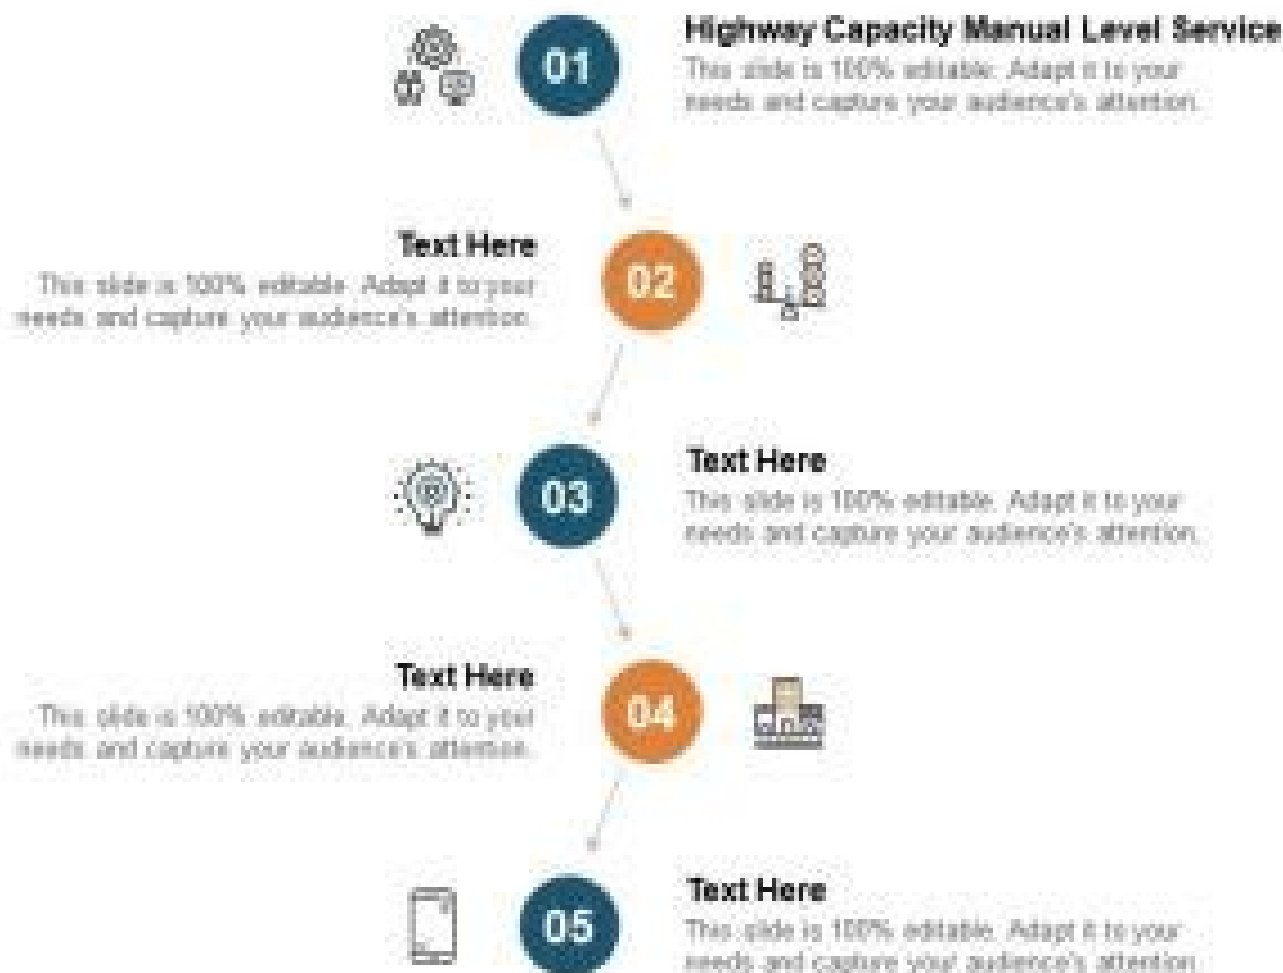 01
Highway Capacity Manual Level Service
This slide is 100% editable. Adapt it to your
needs and capture your audience's attention.
Text Here
This slide is 100% editable. Adapt it to your
needs and capture your audience's attention.
02
03
Text Here
This slide is 100% editable. Adapt it to your
needs and capture your audience's attention.
Text Here
This slide is 100% editable. Adapt it to your
needs and capture your audience's attention.
04
05
Text Here
This slide is 100% editable. Adapt it to your
needs and capture your audience's attention.